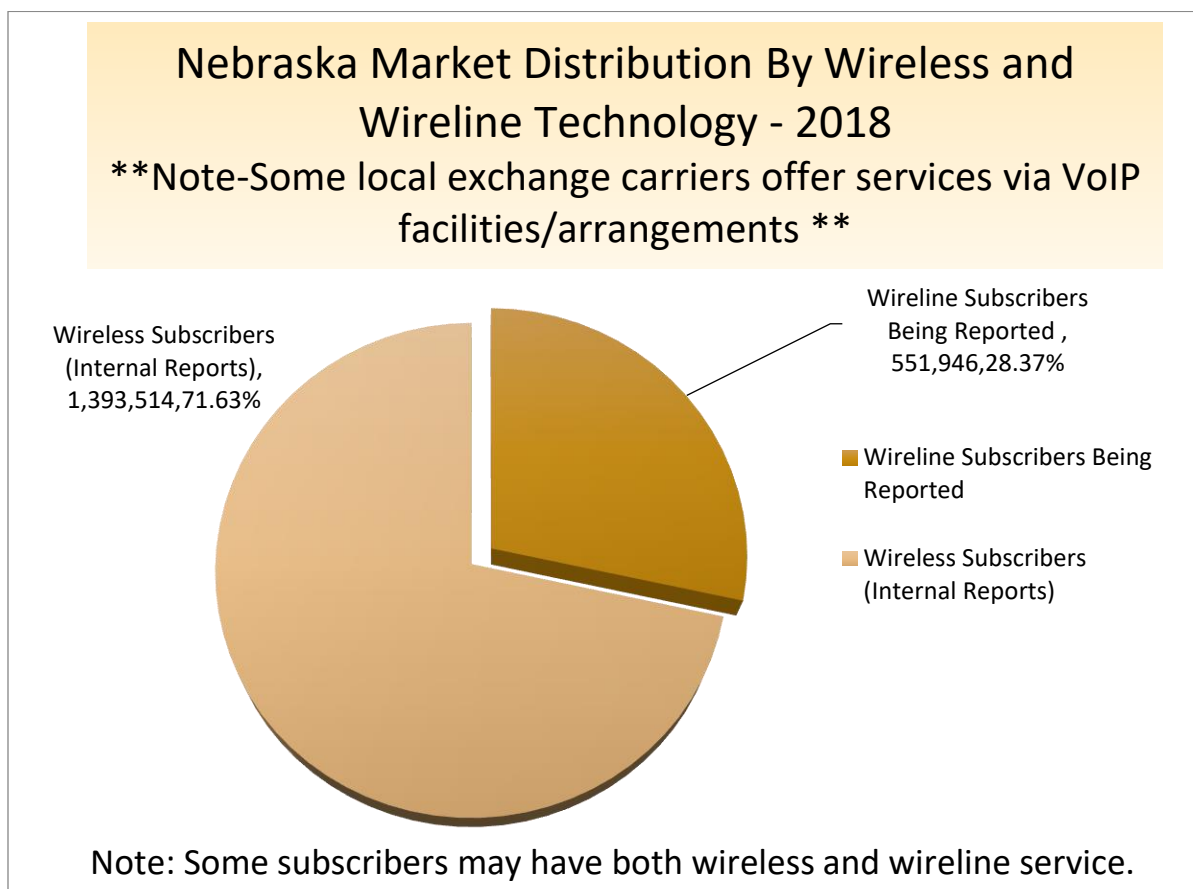 Nebraska Market Distribution By Wireless and
Wireline Technology - 2018
**Note-Some local exchange carriers offer services via VoIP
facilities/arrangements **
Wireless Subscribers
(Internal Reports),
1,393,514,71.63%
Wireline Subscribers
Being Reported ,
551,946,28.37%
Wireline Subscribers Being
Reported
Wireless Subscribers
(Internal Reports)
Note: Some subscribers may have both wireless and wireline service.